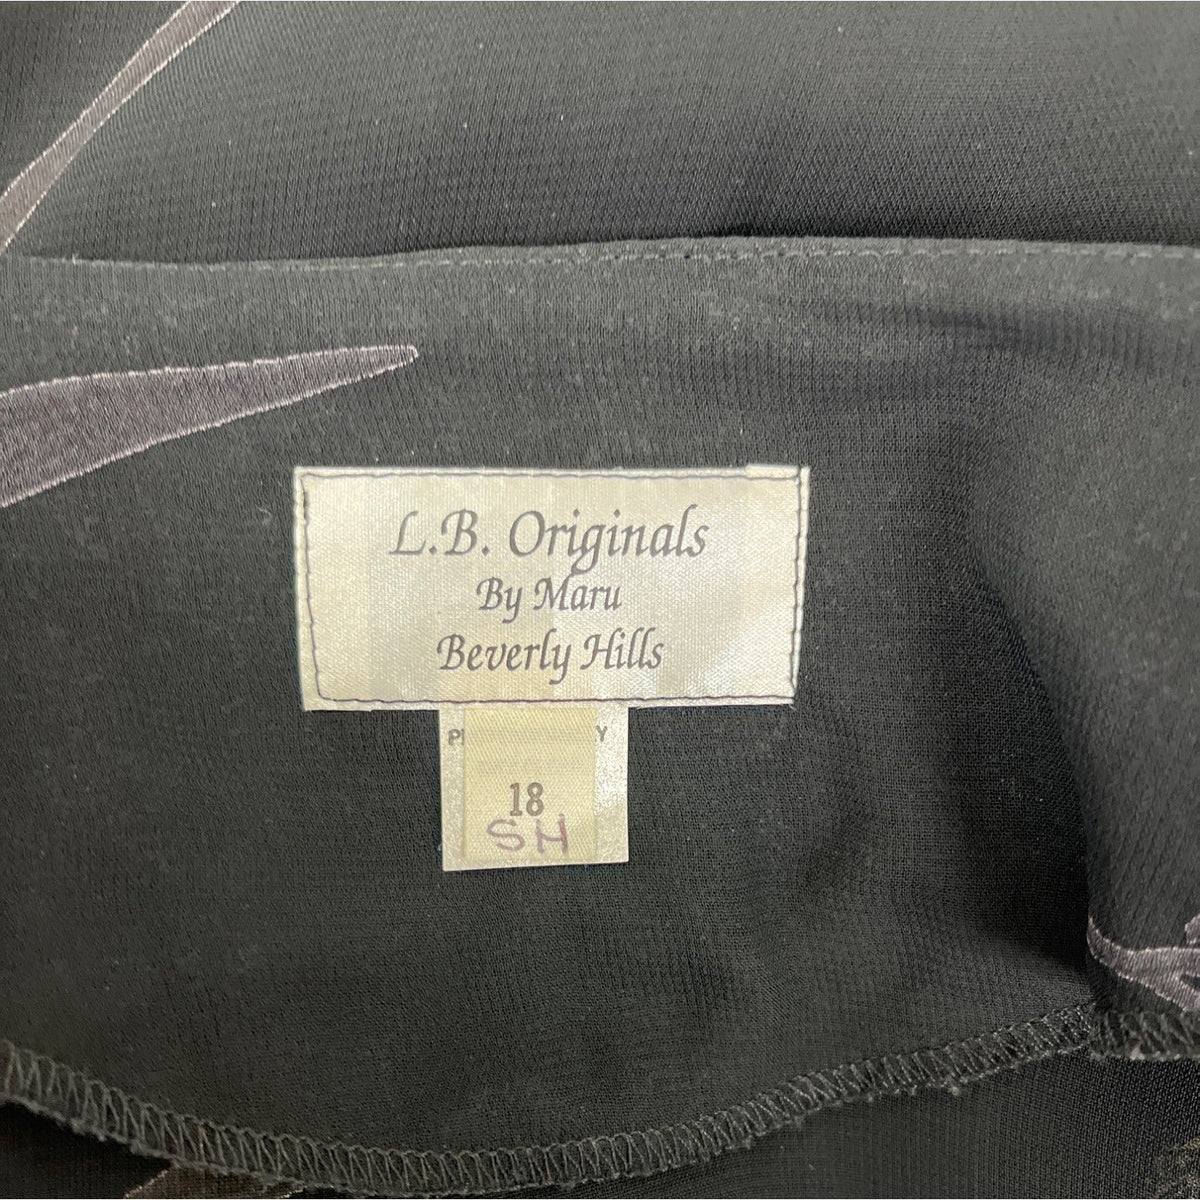 L.B. Originals
By Maru
Beverly Hills
18
SH